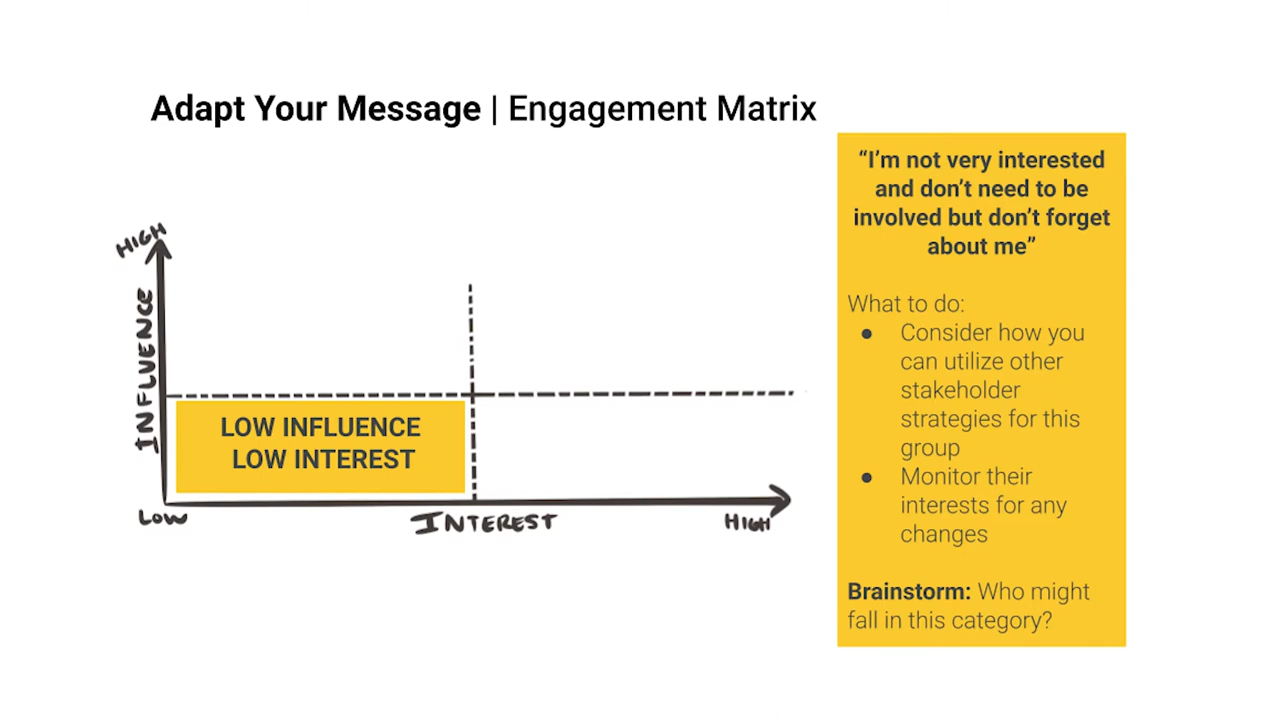 Adapt Your Message | Engagement Matrix
“I’m not very interested
and don’t need to be
involved but don’t forget
about me”
What to do:
● Consider how you
can utilize other
stakeholder
strategies for this
group
● Monitor their
interests for any
changes
Brainstorm: Who might
fall in this category?
HIGH
INFLUENCE
LOW INFLUENCE
LOW INTEREST
LOW
INTEREST
HIGH